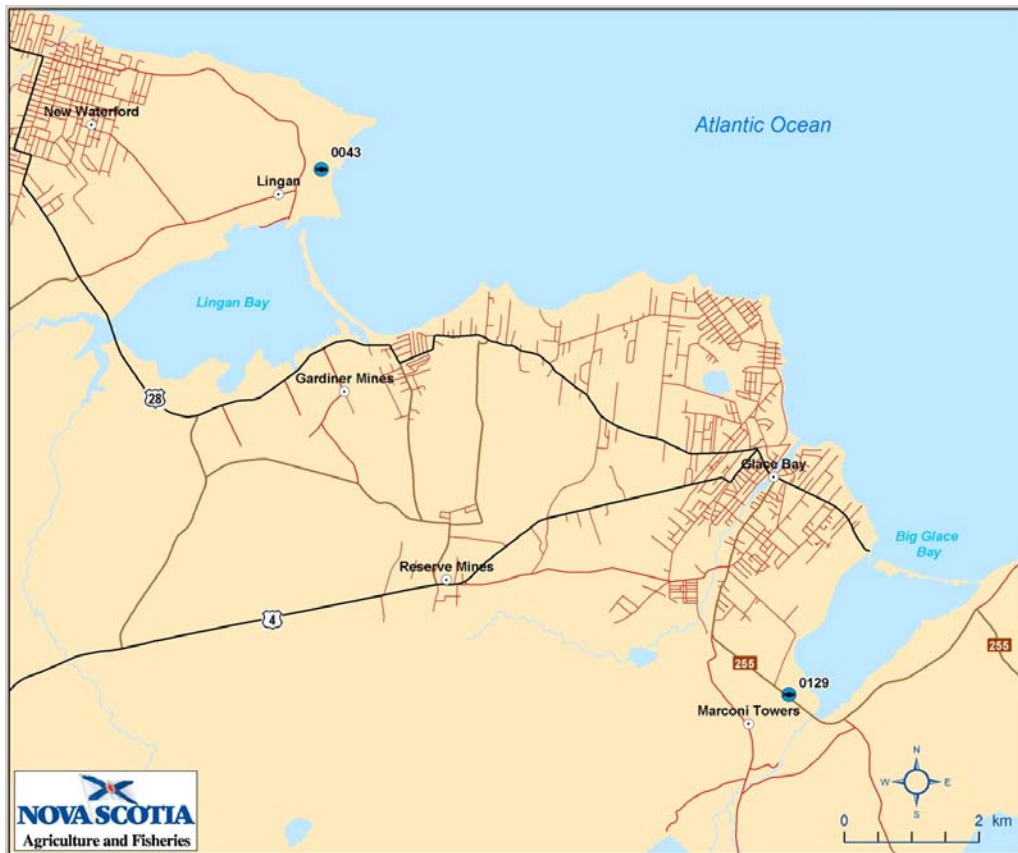 New Waterford
Atlantic Ocean
0043
Lingan
Lingan Bay
Gardiner Mines
28
Glace Bay
Big Glace
Bay
Reserve Mines
4
255
255
0129
Marconi Towers
N
W E
S
0 2 km
NOVA SCOTIA
Agriculture and Fisheries